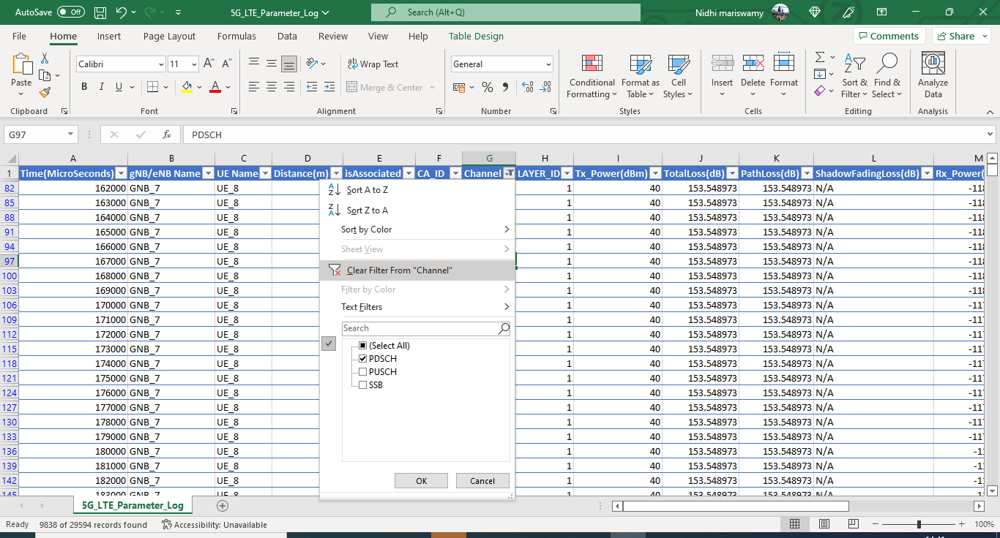 AutoSave Off 5G_LTE_Parameter_Log Search (Alt+Q) Nidhi mariswamy
File Home Insert Page Layout Formulas Data Review View Help Table Design Comments Share
Calibri 11 Wrap Text General
Paste B I U Merge & Center % 9 Conditional Formatting Format as Table Cell Styles Insert Delete Format Sort & Filter Find & Select Analyze Data
Clipboard Font Alignment Number Styles Cells Editing Analysis
G97 fx PDSCH
A B C D E F G H I J K L M
1 Time(MicroSeconds) gNB/eNB Name UE Name Distance(m) isAssociated CA_ID Channel LAYER_ID Tx_Power(dBm) TotalLoss(dB) PathLoss(dB) ShadowFadingLoss(dB) Rx_Power(
82 162000 GNB_7 UE_8 1 40 153.548973 153.548973 N/A -118
85 163000 GNB_7 UE_8 1 40 153.548973 153.548973 N/A -118
88 164000 GNB_7 UE_8 1 40 153.548973 153.548973 N/A -118
91 165000 GNB_7 UE_8 1 40 153.548973 153.548973 N/A -118
94 166000 GNB_7 UE_8 1 40 153.548973 153.548973 N/A -118
97 167000 GNB_7 UE_8 1 40 153.548973 153.548973 N/A -118
100 168000 GNB_7 UE_8 1 40 153.548973 153.548973 N/A -118
103 169000 GNB_7 UE_8 1 40 153.548973 153.548973 N/A -118
106 170000 GNB_7 UE_8 1 40 153.548973 153.548973 N/A -117
109 171000 GNB_7 UE_8 1 40 153.548973 153.548973 N/A -117
112 172000 GNB_7 UE_8 1 40 153.548973 153.548973 N/A -117
115 173000 GNB_7 UE_8 1 40 153.548973 153.548973 N/A -117
118 174000 GNB_7 UE_8 1 40 153.548973 153.548973 N/A -117
121 175000 GNB_7 UE_8 1 40 153.548973 153.548973 N/A -117
124 176000 GNB_7 UE_8 1 40 153.548973 153.548973 N/A -117
127 177000 GNB_7 UE_8 1 40 153.548973 153.548973 N/A -117
130 178000 GNB_7 UE_8 1 40 153.548973 153.548973 N/A -117
133 179000 GNB_7 UE_8 1 40 153.548973 153.548973 N/A -117
136 180000 GNB_7 UE_8 1 40 153.548973 153.548973 N/A -11
139 181000 GNB_7 UE_8 1 40 153.548973 153.548973 N/A -11
142 182000 GNB_7 UE_8 1 40 153.548973 153.548973 N/A -11
145 183000 GNB_7 UE_8 1 40 153.548973 153.548973 N/A
Sort A to Z
Sort Z to A
Sort by Color
Sheet View
Clear Filter From "Channel"
Filter by Color
Text Filters
Search
(Select All)
PDSCH
PUSCH
SSB
OK Cancel
5G_LTE_Parameter_Log
Ready 9838 of 29594 records found Accessibility: Unavailable 100%